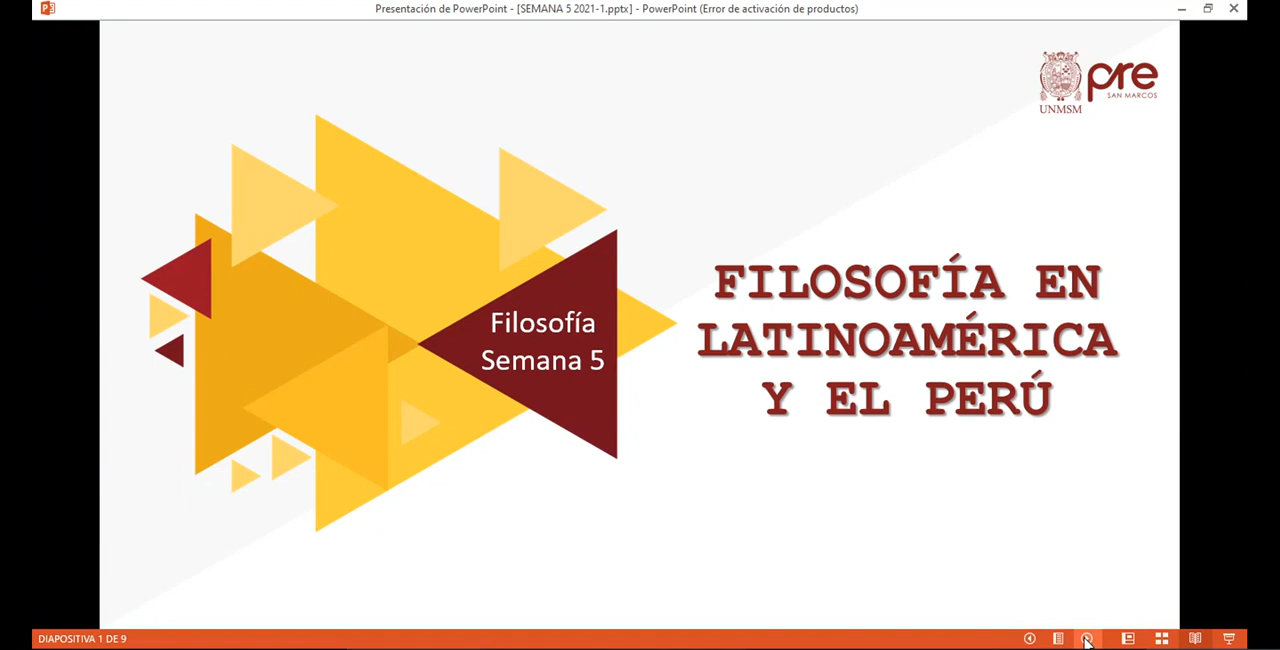 Presentación de PowerPoint - [SEMANA 5 2021-1.pptx] - PowerPoint (Error de activación de productos)
pre
SAN MARCOS
UNMSM
FILOSOFÍA EN
LATINOAMÉRICA
Y EL PERÚ
Filosofía
Semana 5
DIAPOSITIVA 1 DE 9